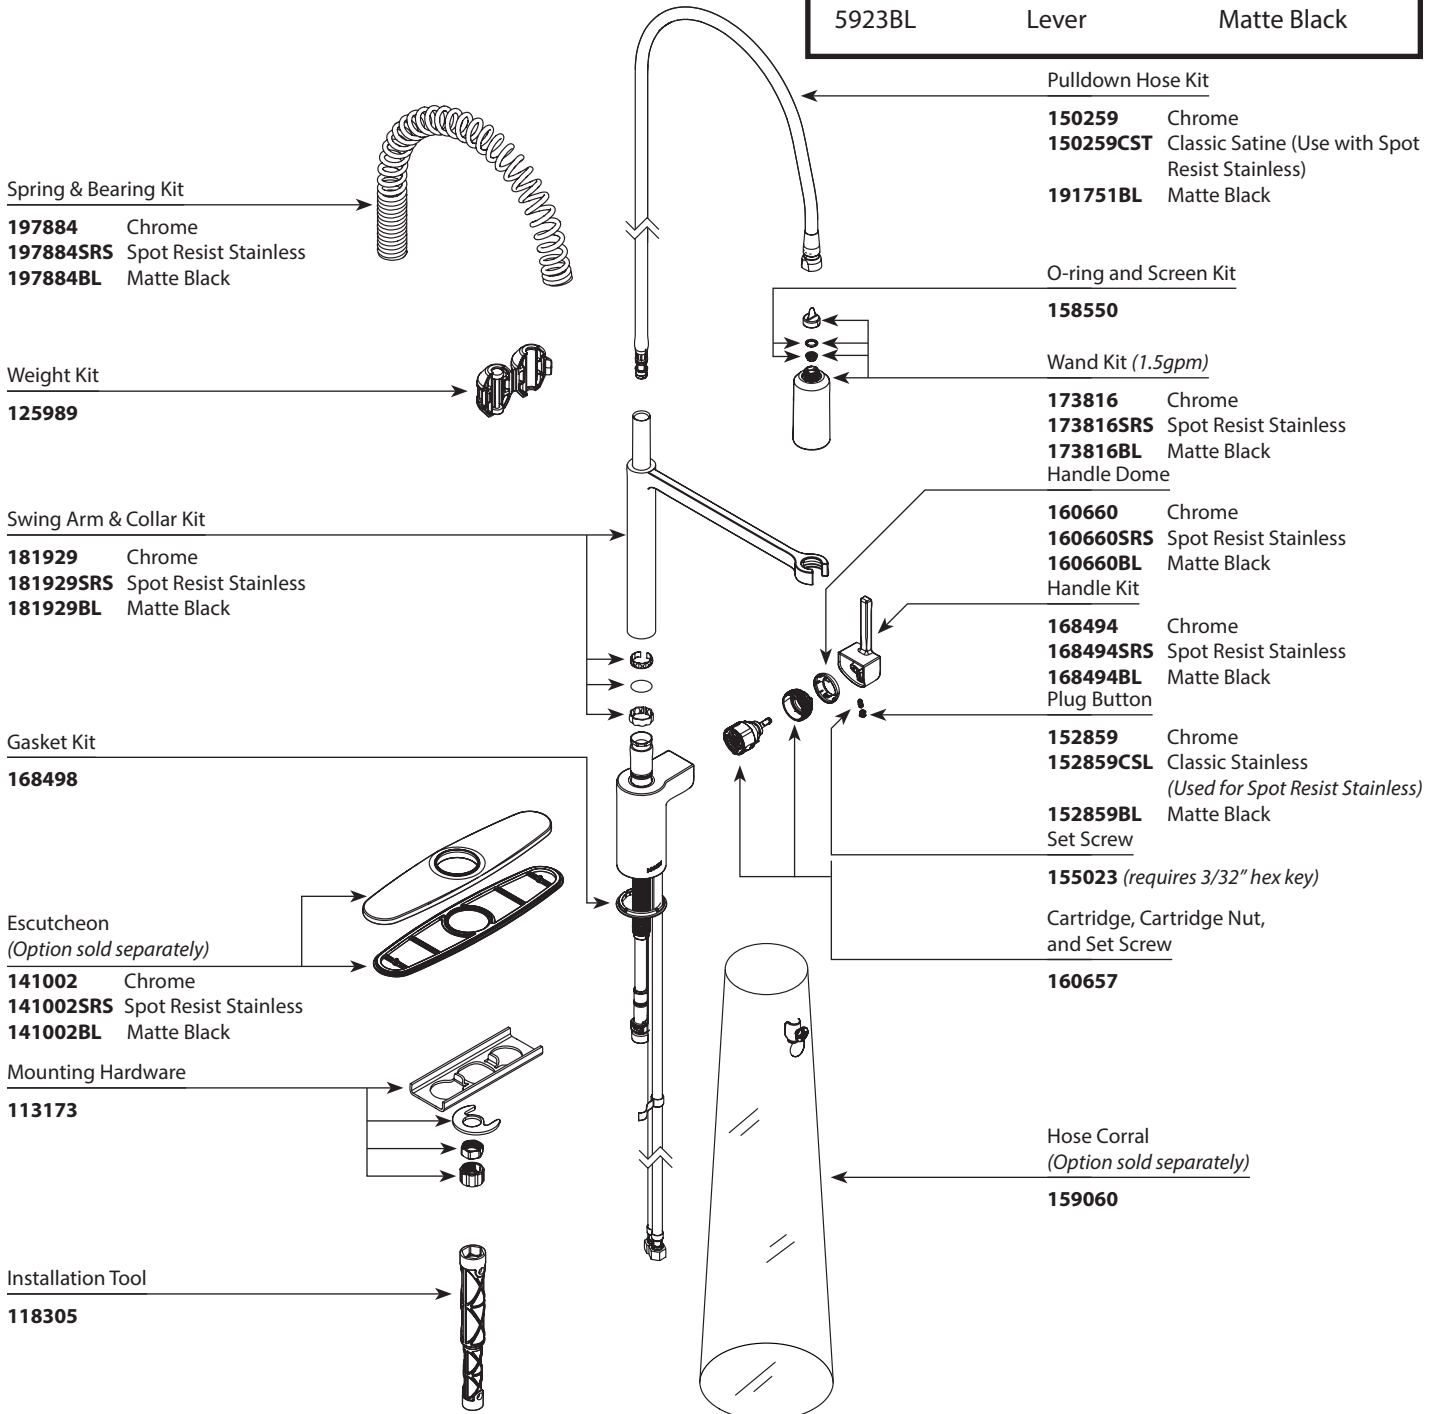 5923BL Lever Matte Black
Spring & Bearing Kit
197884 Chrome
197884SRS Spot Resist Stainless
197884BL Matte Black
Weight Kit
125989
Swing Arm & Collar Kit
181929 Chrome
181929SRS Spot Resist Stainless
181929BL Matte Black
Gasket Kit
168498
Escutcheon
(Option sold separately)
141002 Chrome
141002SRS Spot Resist Stainless
141002BL Matte Black
Mounting Hardware
113173
Installation Tool
118305
Pulldown Hose Kit
150259 Chrome
150259CST Classic Satine (Use with Spot
Resist Stainless)
191751BL Matte Black
O-ring and Screen Kit
158550
Wand Kit (1.5gpm)
173816 Chrome
173816SRS Spot Resist Stainless
173816BL Matte Black
Handle Dome
160660 Chrome
160660SRS Spot Resist Stainless
160660BL Matte Black
Handle Kit
168494 Chrome
168494SRS Spot Resist Stainless
168494BL Matte Black
Plug Button
152859 Chrome
152859CSL Classic Stainless
(Used for Spot Resist Stainless)
152859BL Matte Black
Set Screw
155023 (requires 3/32” hex key)
Cartridge, Cartridge Nut,
and Set Screw
160657
Hose Corral
(Option sold separately)
159060